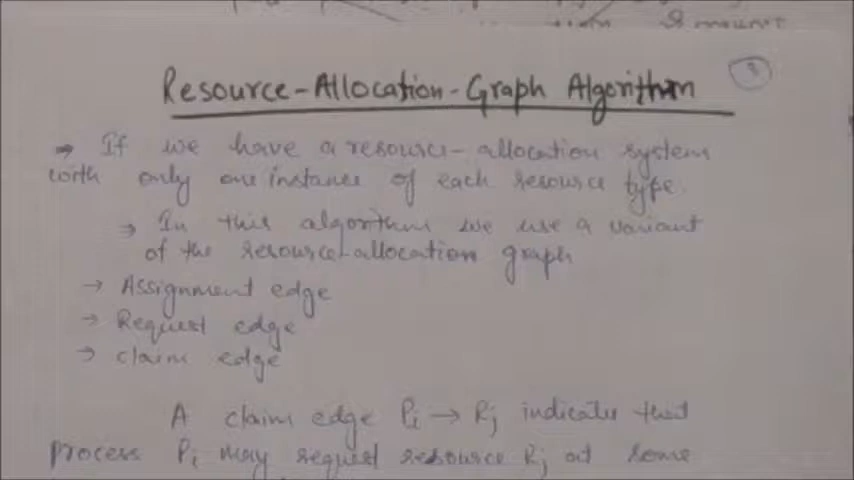 amount
Resource-Allocation-Graph Algorithm
→ If we have a resource-allocation system
with only one instance of each resource type.
→ In this algorithm we use a variant
of the resource-allocation graph
→ Assignment edge
→ Request edge
→ claim edge
A claim edge Pi → Rj indicates that
process Pi may request resource Rj at some